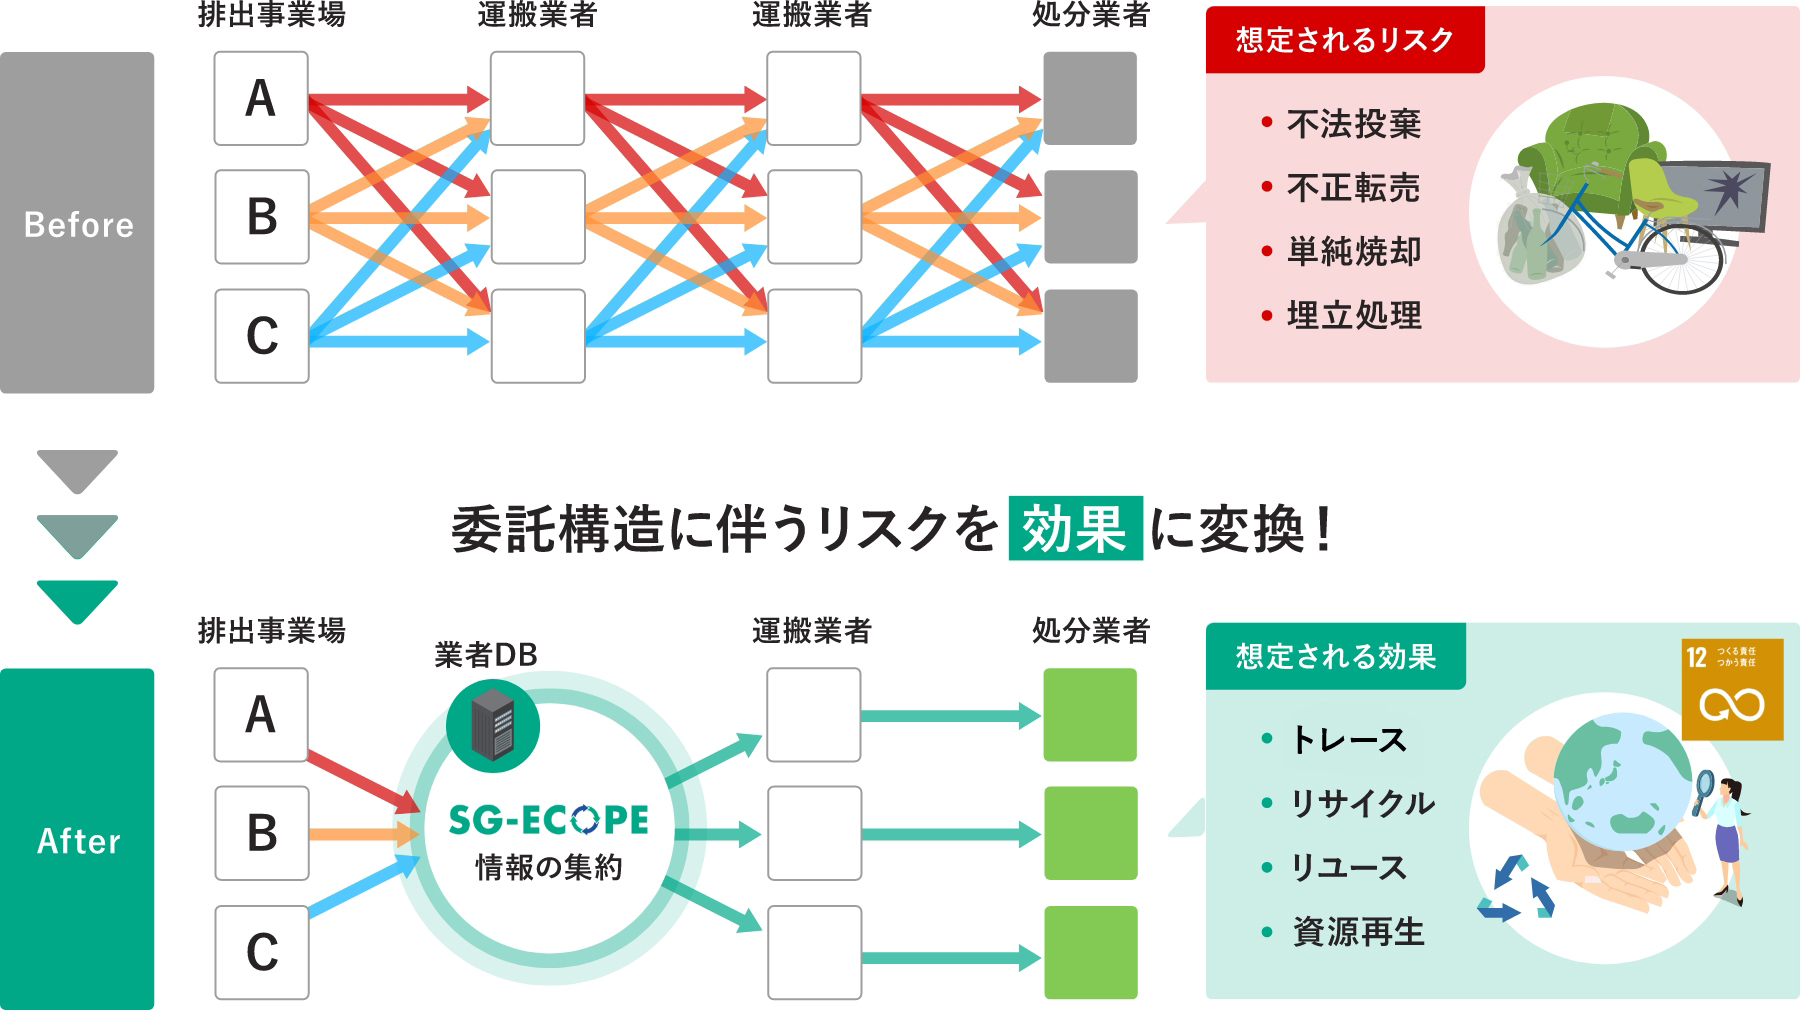 排出事業場
運搬業者
運搬業者
処分業者
Before
A
B
C
想定されるリスク
• 不法投棄
• 不正転売
• 単純焼却
• 埋立処理
委託構造に伴うリスクを 効果 に変換！
排出事業場
業者DB
運搬業者
処分業者
After
A
B
C
SG-ECOPE
情報の集約
想定される効果
12 つくる責任
つかう責任
• トレース
• リサイクル
• リユース
• 資源再生